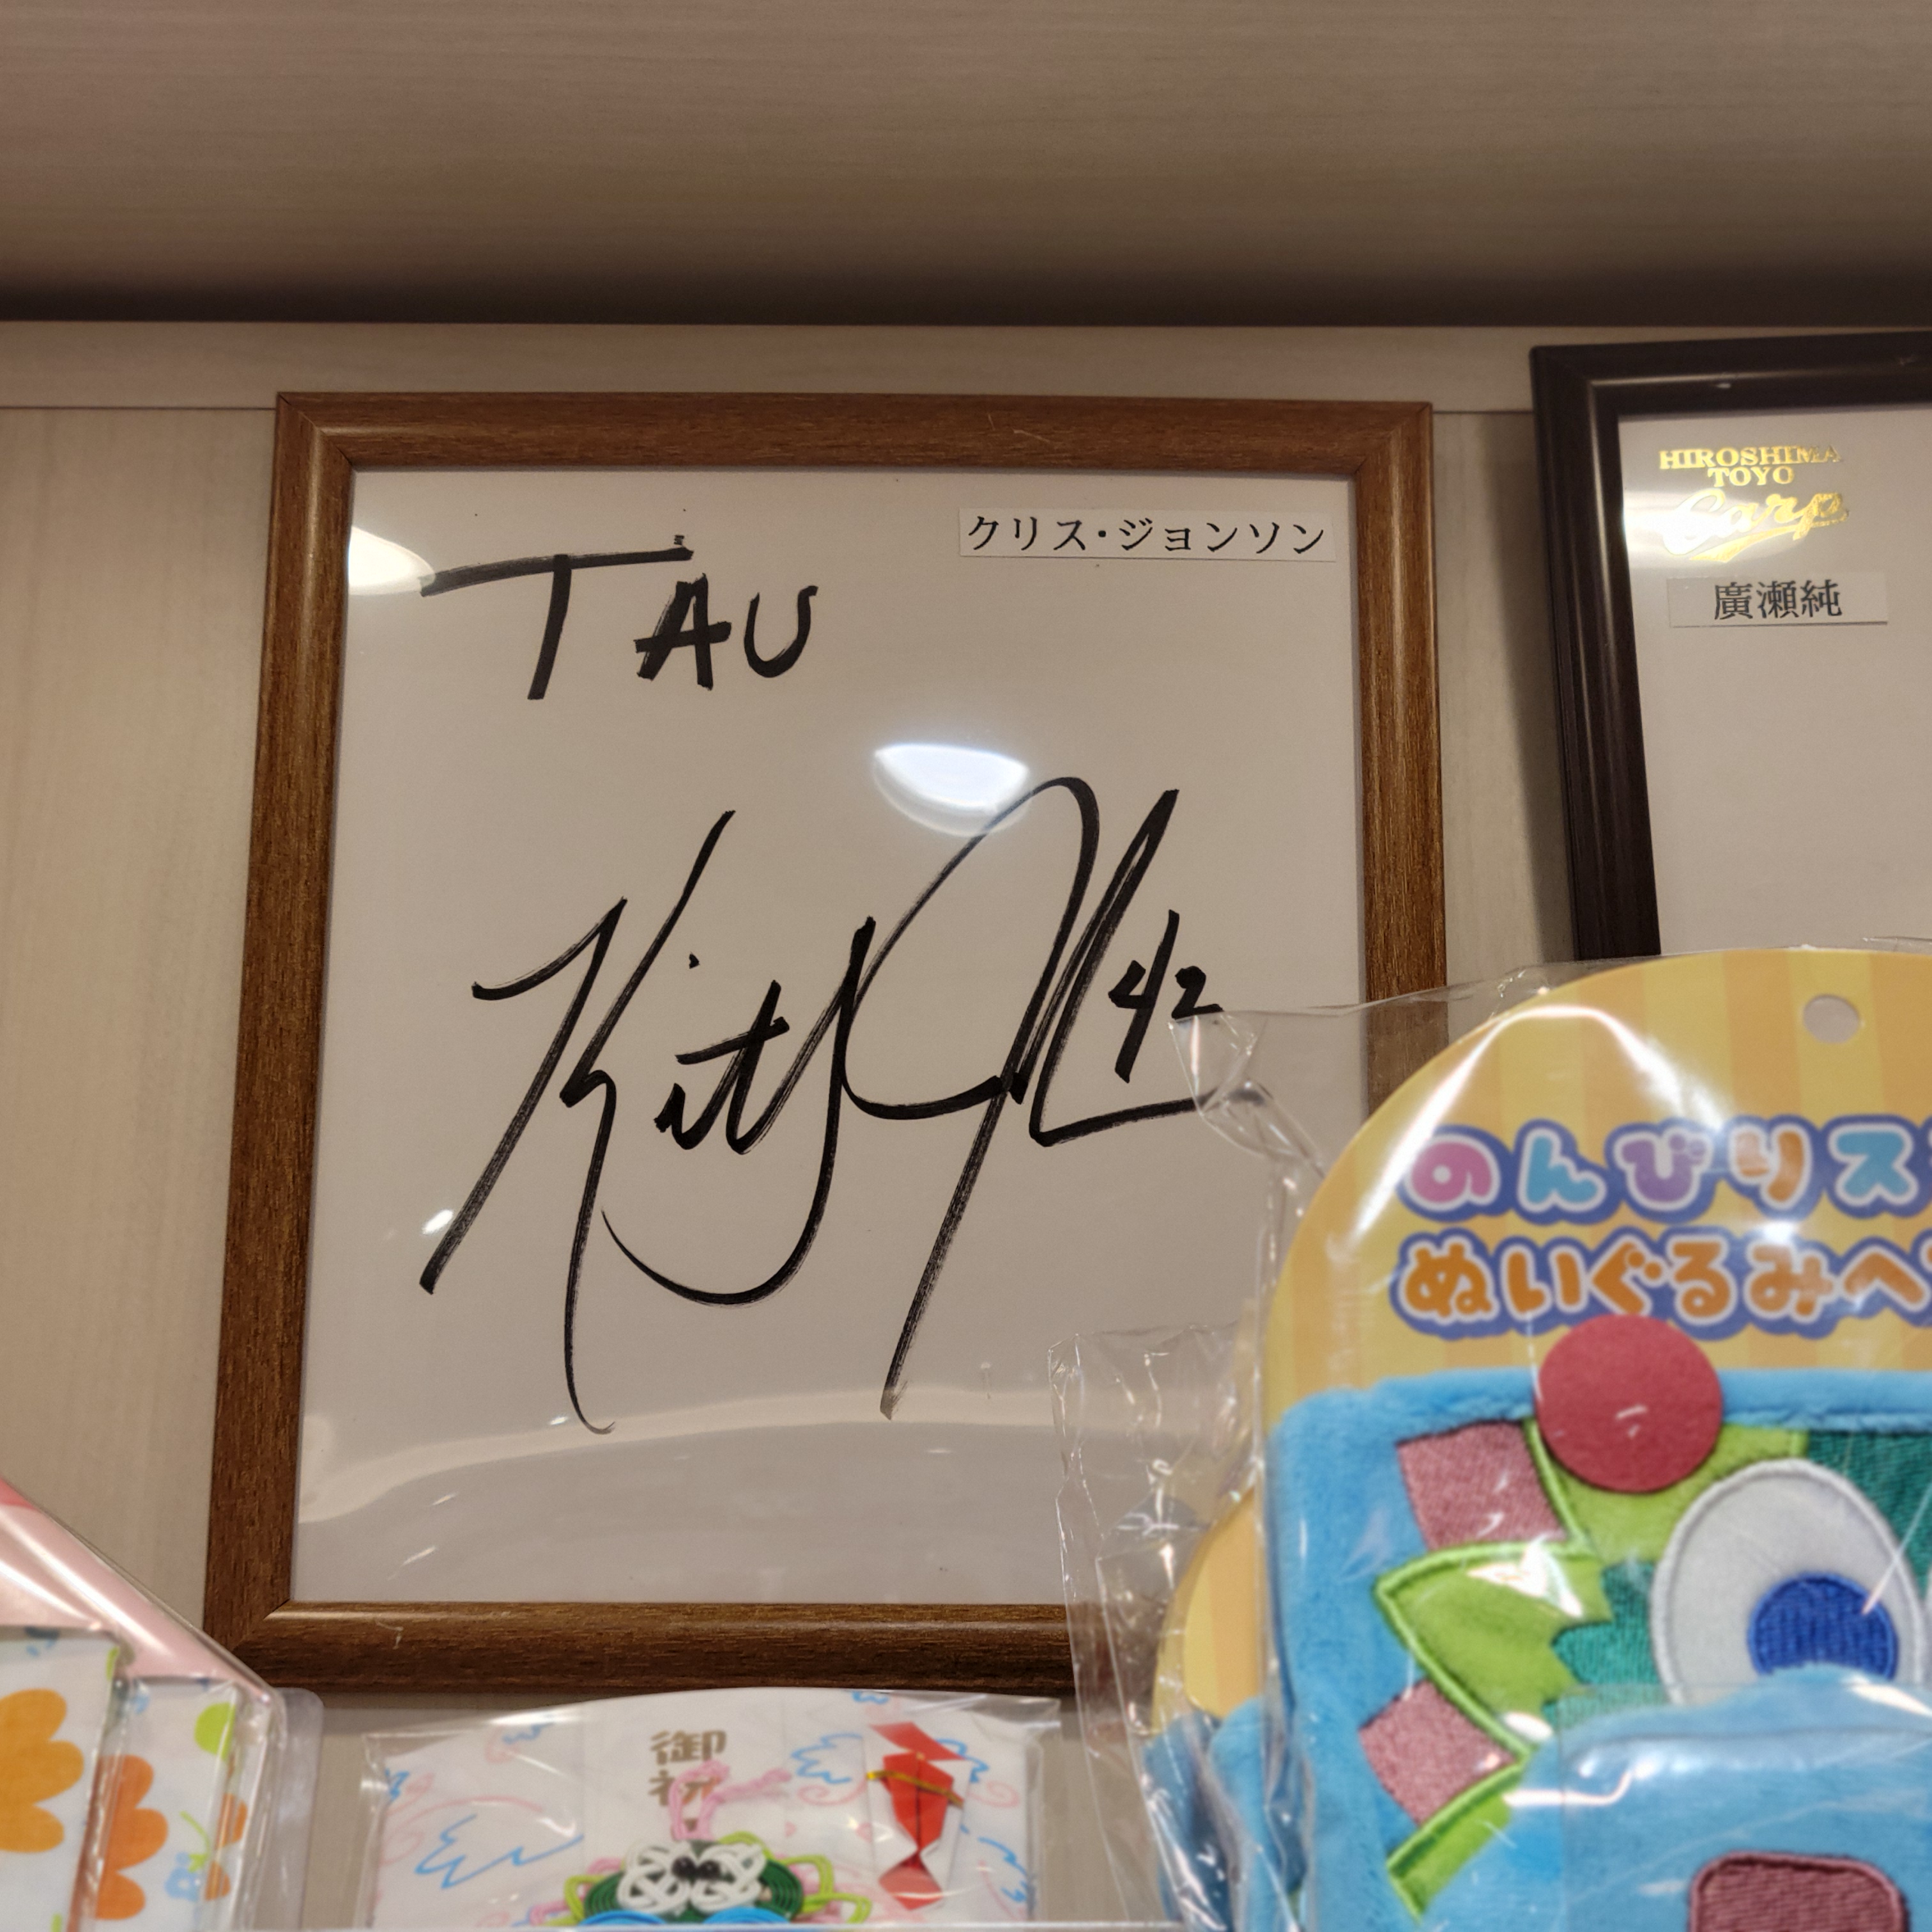 TAU
クリス・ジョンソン
42
HIROSHIMA
TOYO
Carp
廣瀬純
のんびりス
ぬいぐるみへ
御祝